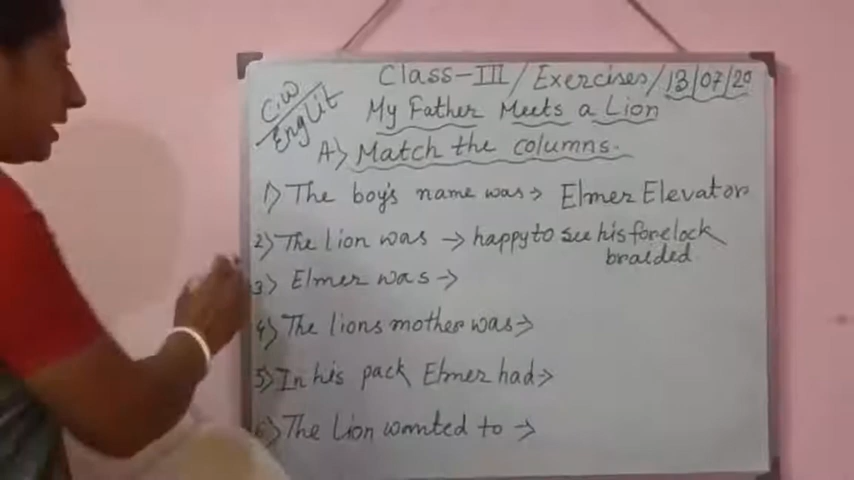 C.W
Eng Lit
Class-III / Exercises / 13/07/20
My Father Meets a Lion
A> Match the columns.
1) The boy's name was → Elmer Elevator
2) The lion was → happy to see his forelock
braided
3) Elmer was →
4) The lions mother was →
5) In his pack Elmer had →
6) The Lion wanted to →